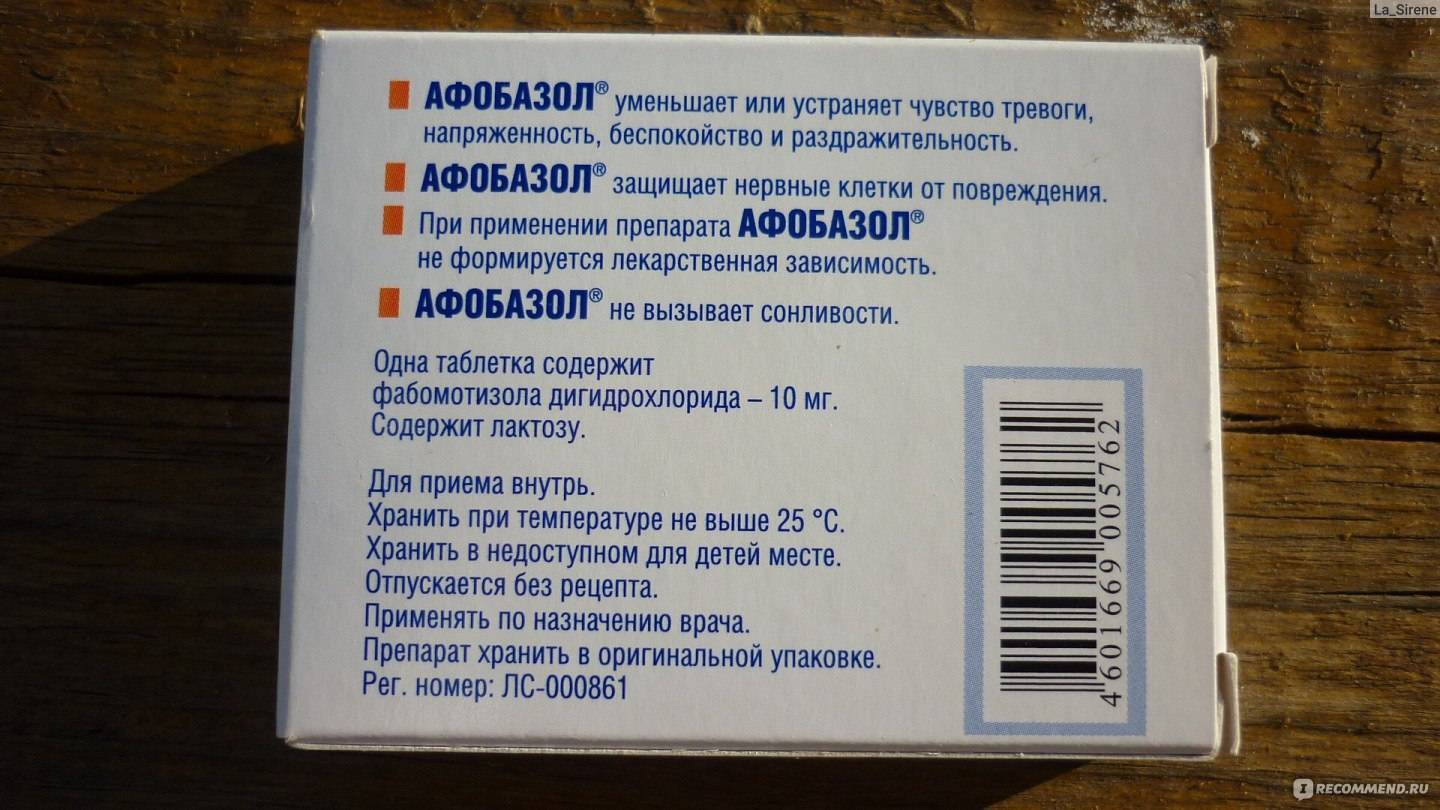 La_Sirene
АФОБАЗОЛ® уменьшает или устраняет чувство тревоги,
напряженность, беспокойство и раздражительность.
АФОБАЗОЛ® защищает нервные клетки от повреждения.
При применении препарата АФОБАЗОЛ®
не формируется лекарственная зависимость.
АФОБАЗОЛ® не вызывает сонливости.
Одна таблетка содержит
фабомотизола дигидрохлорида – 10 мг.
Содержит лактозу.
Для приема внутрь.
Хранить при температуре не выше 25 °С.
Хранить в недоступном для детей месте.
Отпускается без рецепта.
Применять по назначению врача.
Препарат хранить в оригинальной упаковке.
Рег. номер: ЛС-000861
4 601669 005762
IRECOMMEND.RU